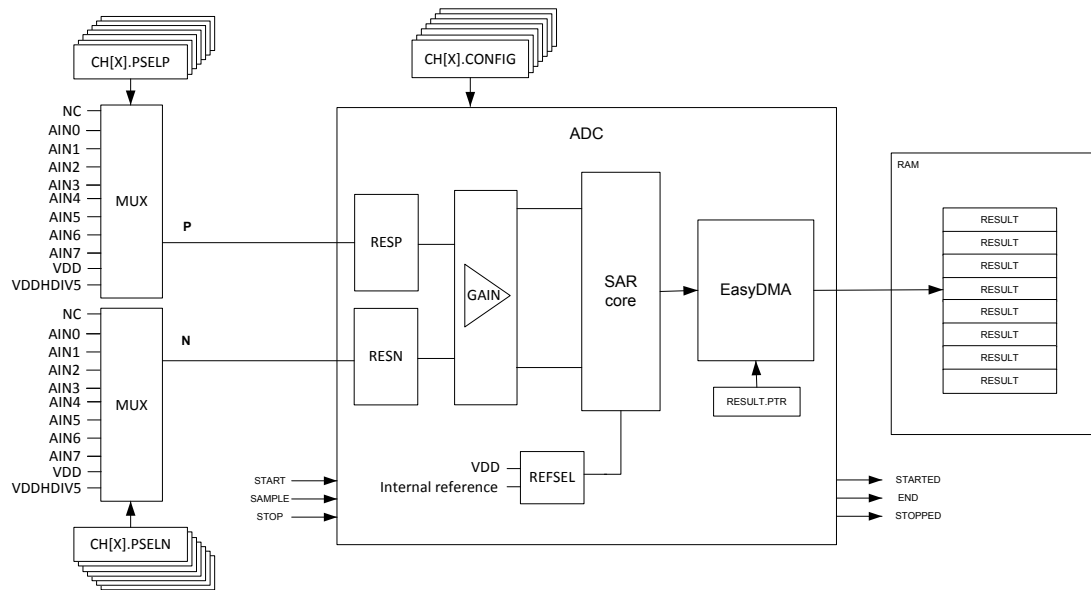 CH[X].PSELP
CH[X].CONFIG
NC
AIN0
AIN1
AIN2
AIN3
AIN4
AIN5
AIN6
AIN7
VDD
VDDHDIV5
MUX
P
ADC
RAM
RESP
GAIN
SAR
core
EasyDMA
RESULT
RESULT
RESULT
RESULT
RESULT
RESULT
RESULT
RESULT
NC
AIN0
AIN1
AIN2
AIN3
AIN4
AIN5
AIN6
AIN7
VDD
VDDHDIV5
MUX
N
RESN
RESULT.PTR
VDD
Internal reference
REFSEL
START
SAMPLE
STOP
STARTED
END
STOPPED
CH[X].PSELN